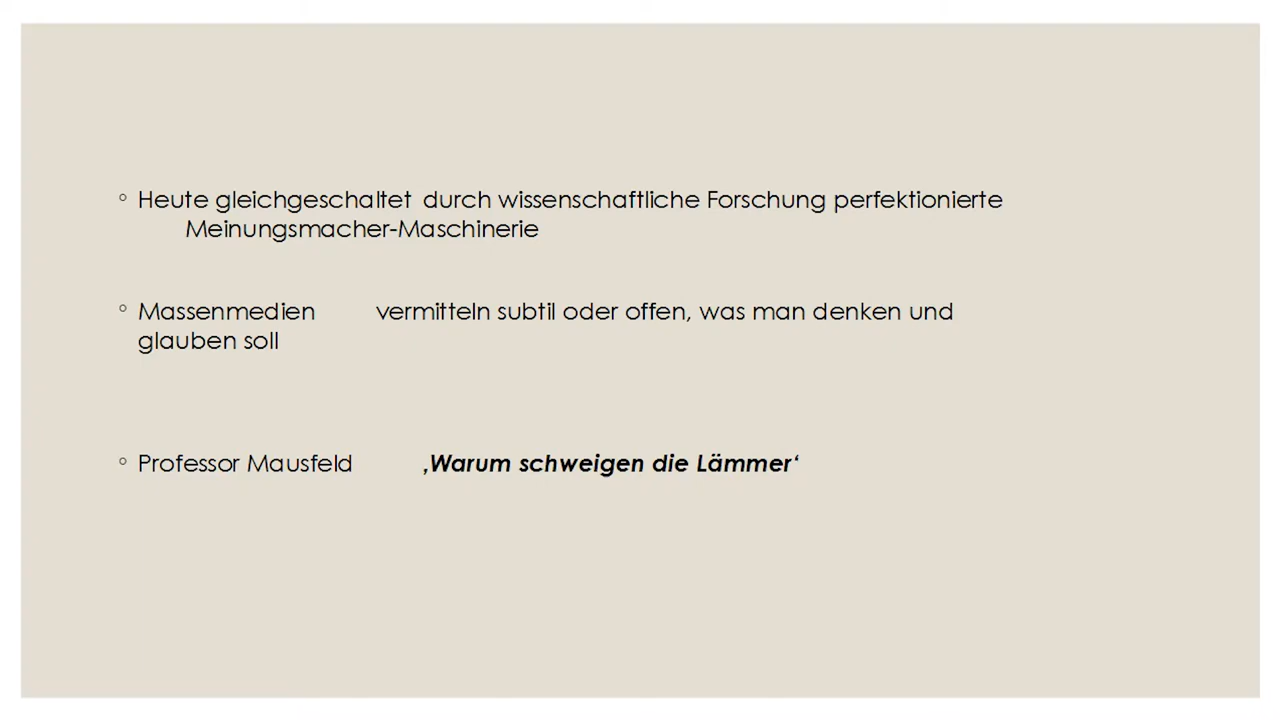 ◦ Heute gleichgeschaltet durch wissenschaftliche Forschung perfektionierte
Meinungsmacher-Maschinerie
◦ Massenmedien vermitteln subtil oder offen, was man denken und
glauben soll
◦ Professor Mausfeld ‚Warum schweigen die Lämmer‘